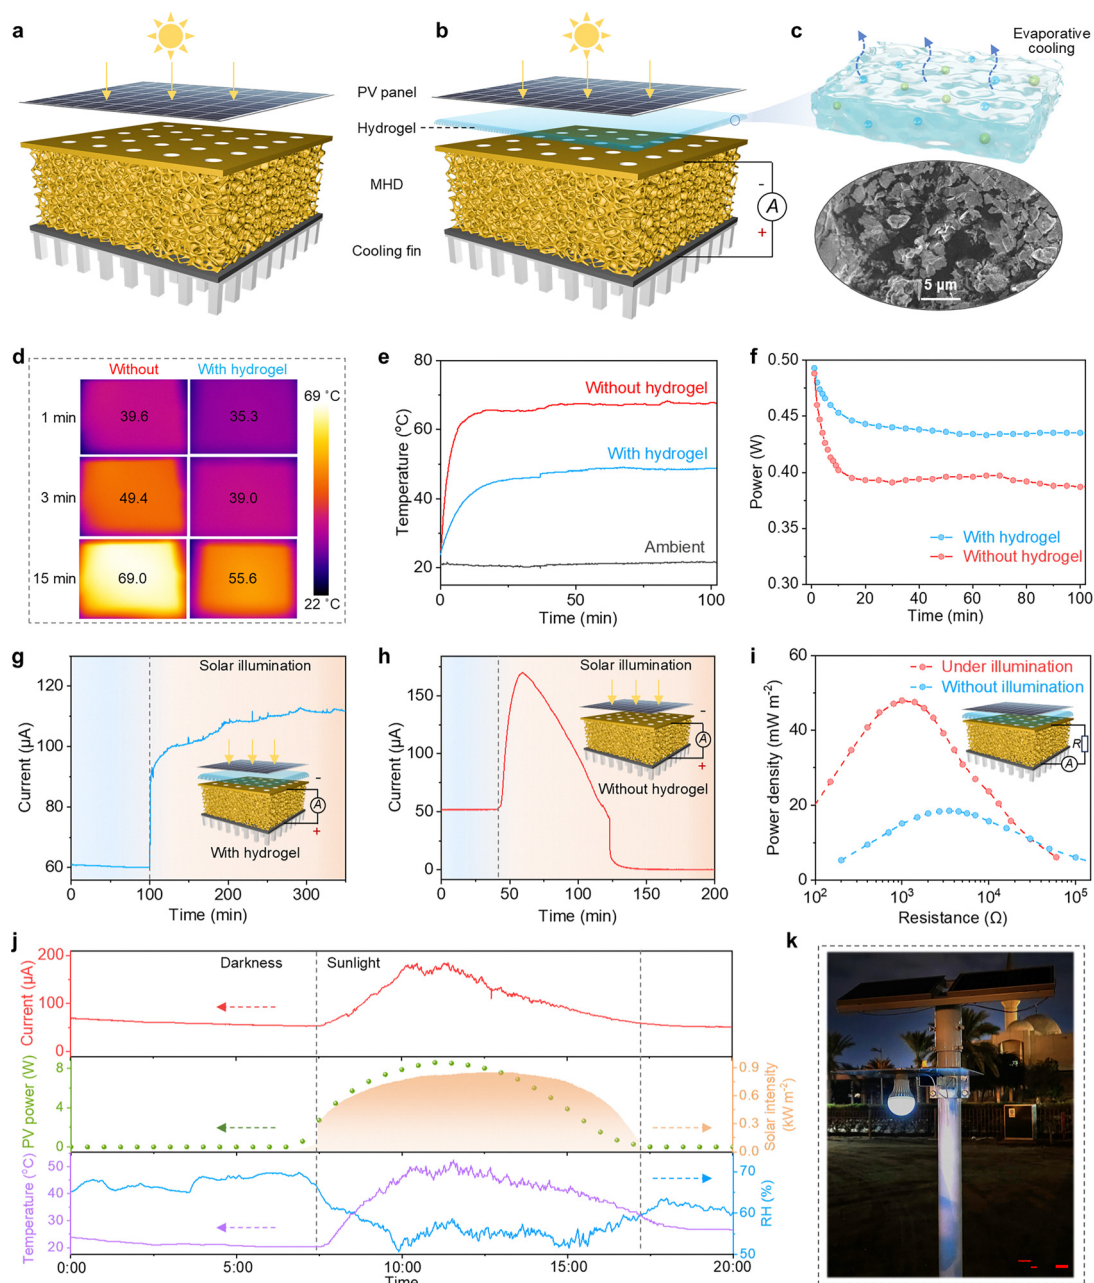 a
b
c
PV panel
Hydrogel
MHD
Cooling fin
-
A
+
Evaporative
cooling
5 µm
d
Without
With hydrogel
1 min
39.6
35.3
3 min
49.4
39.0
15 min
69.0
55.6
69 ˚C
22 ˚C
e
80
60
40
20
Temperature (°C)
Without hydrogel
With hydrogel
Ambient
0
50
100
Time (min)
f
0.50
0.45
0.40
0.35
0.30
Power (W)
With hydrogel
Without hydrogel
0
20
40
60
80
100
Time (min)
g
120
100
80
60
Current (µA)
Solar illumination
-
A
+
With hydrogel
0
100
200
300
Time (min)
h
150
100
50
0
Current (µA)
Solar illumination
-
A
+
Without hydrogel
0
50
100
150
200
Time (min)
i
60
40
20
0
Power density (mW m⁻²)
Under illumination
Without illumination
R
A
10²
10³
10⁴
10⁵
Resistance (Ω)
j
200
100
0
Current (µA)
Darkness
Sunlight
8
4
0
PV power (W)
0.9
0.6
0.3
0.0
Solar intensity
(kW m⁻²)
50
40
30
20
Temperature (°C)
70
60
50
RH (%)
0:00
5:00
10:00
15:00
20:00
Time
k